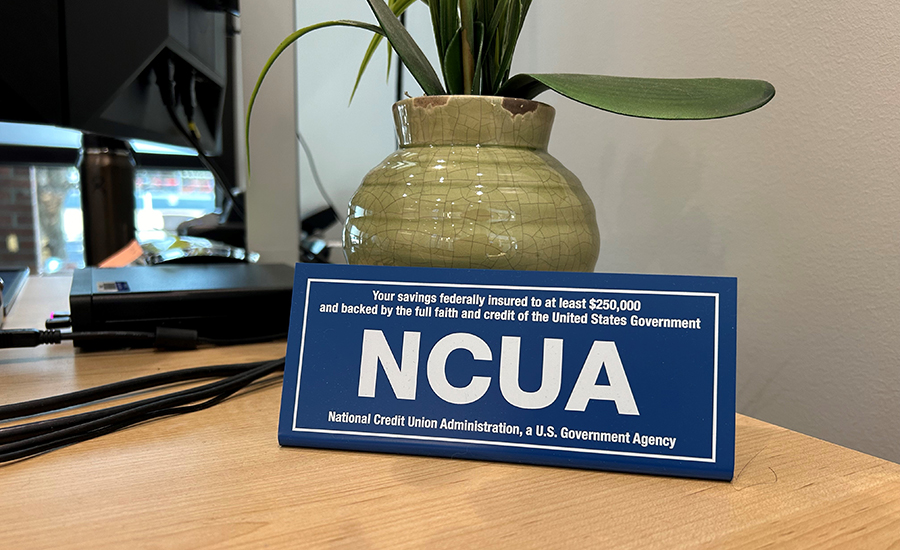 Your savings federally insured to at least $250,000
and backed by the full faith and credit of the United States Government
NCUA
National Credit Union Administration, a U.S. Government Agency